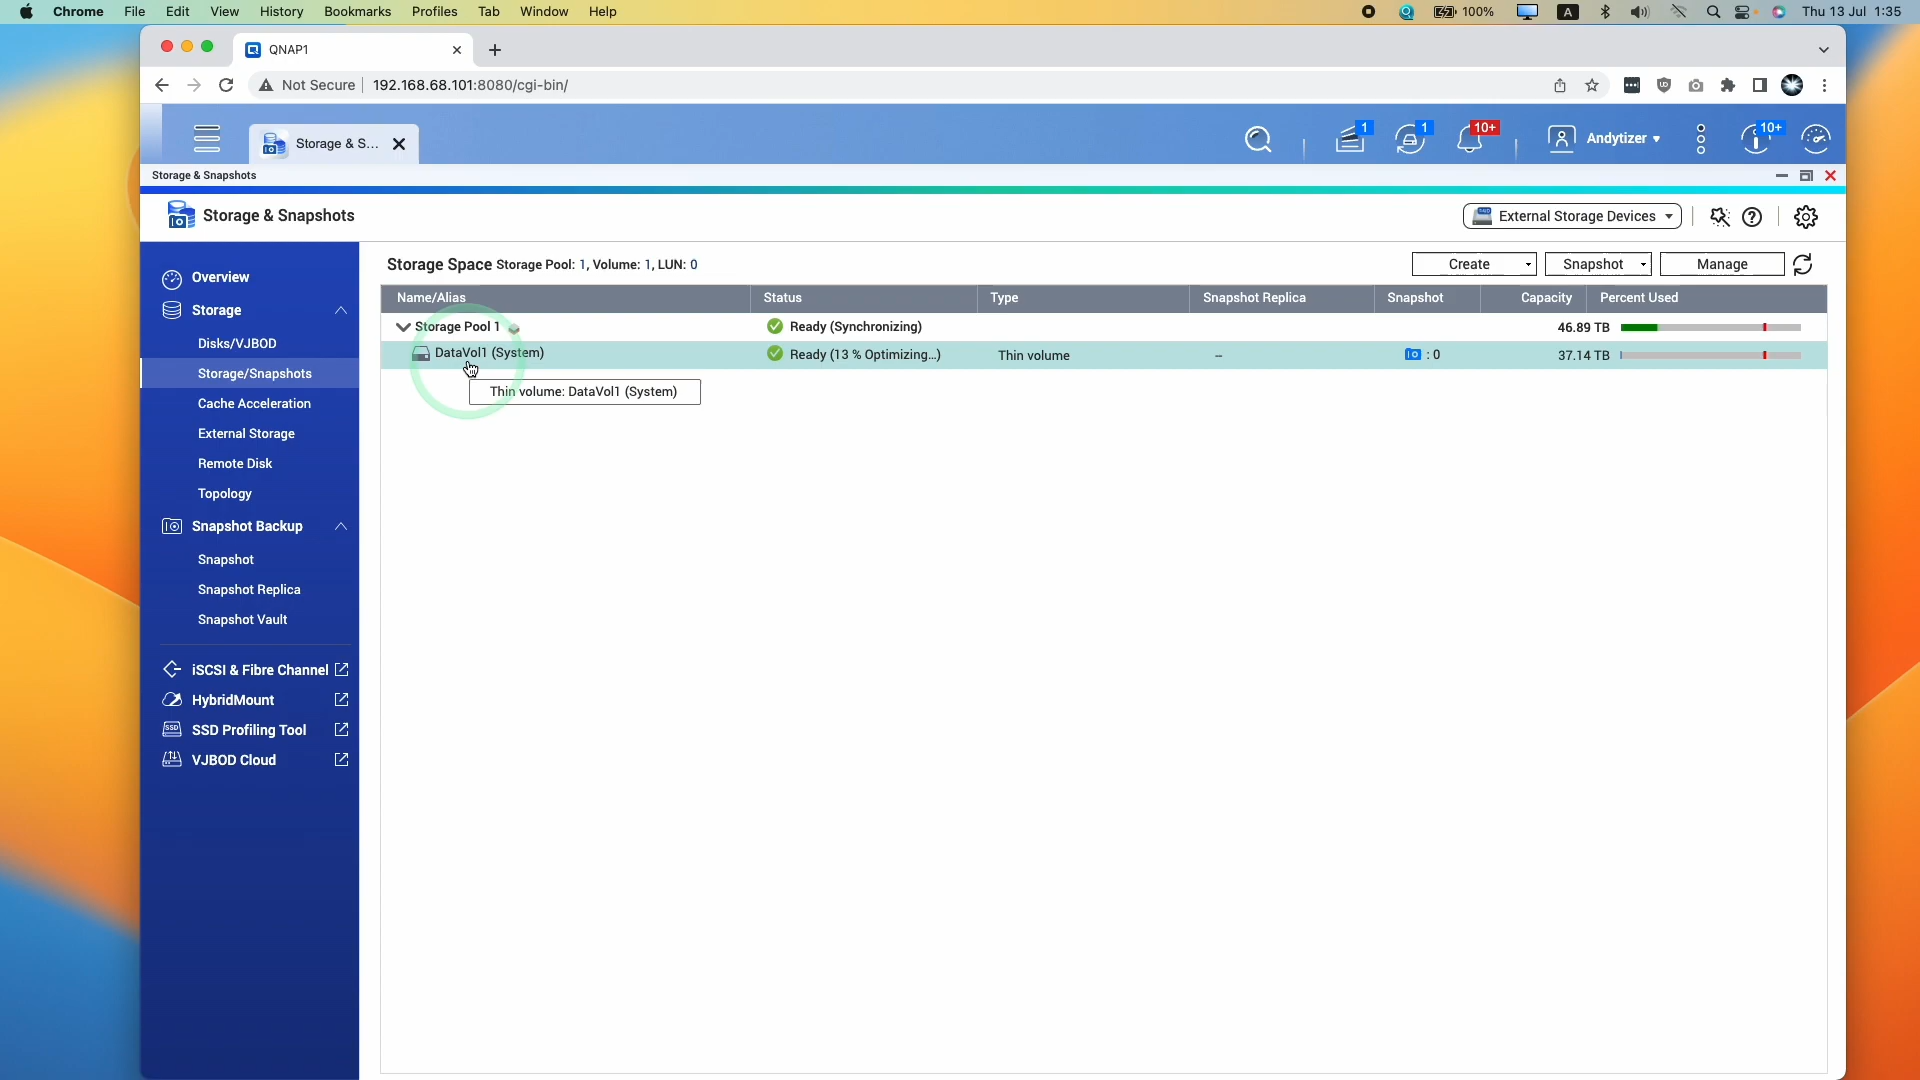 Chrome File Edit View History Bookmarks Profiles Tab Window Help 100% A Thu 13 Jul 1:35
QNAP1
Not Secure 192.168.68.101:8080/cgi-bin/
Storage & S... 1 1 10+ Andytizer 10+
Storage & Snapshots
Storage & Snapshots External Storage Devices
Overview
Storage
Disks/VJBOD
Storage/Snapshots
Cache Acceleration
External Storage
Remote Disk
Topology
Snapshot Backup
Snapshot
Snapshot Replica
Snapshot Vault
iSCSI & Fibre Channel
HybridMount
SSD Profiling Tool
VJBOD Cloud
Storage Space Storage Pool: 1, Volume: 1, LUN: 0 Create Snapshot Manage
Name/Alias Status Type Snapshot Replica Snapshot Capacity Percent Used
Storage Pool 1 Ready (Synchronizing) 46.89 TB
DataVol1 (System) Ready (13 % Optimizing...) Thin volume -- : 0 37.14 TB
Thin volume: DataVol1 (System)